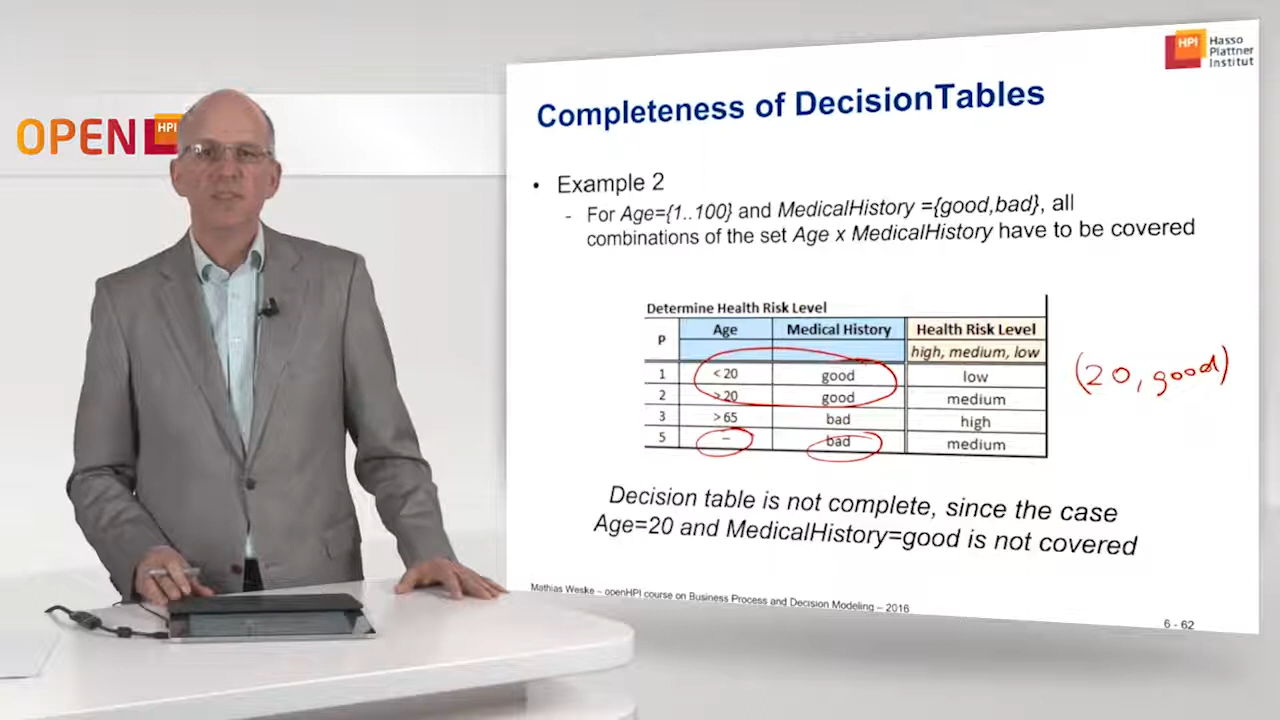 OPEN HPI
HPI Hasso
Plattner
Institut
Completeness of DecisionTables
• Example 2
- For Age={1..100} and MedicalHistory ={good,bad}, all
combinations of the set Age x MedicalHistory have to be covered
Determine Health Risk Level
P Age Medical History Health Risk Level
high, medium, low
1 < 20 good low
2 > 20 good medium
3 > 65 bad high
5 – bad medium
(20, good)
Decision table is not complete, since the case
Age=20 and MedicalHistory=good is not covered
Mathias Weske – openHPI course on Business Process and Decision Modeling – 2016
6 - 62